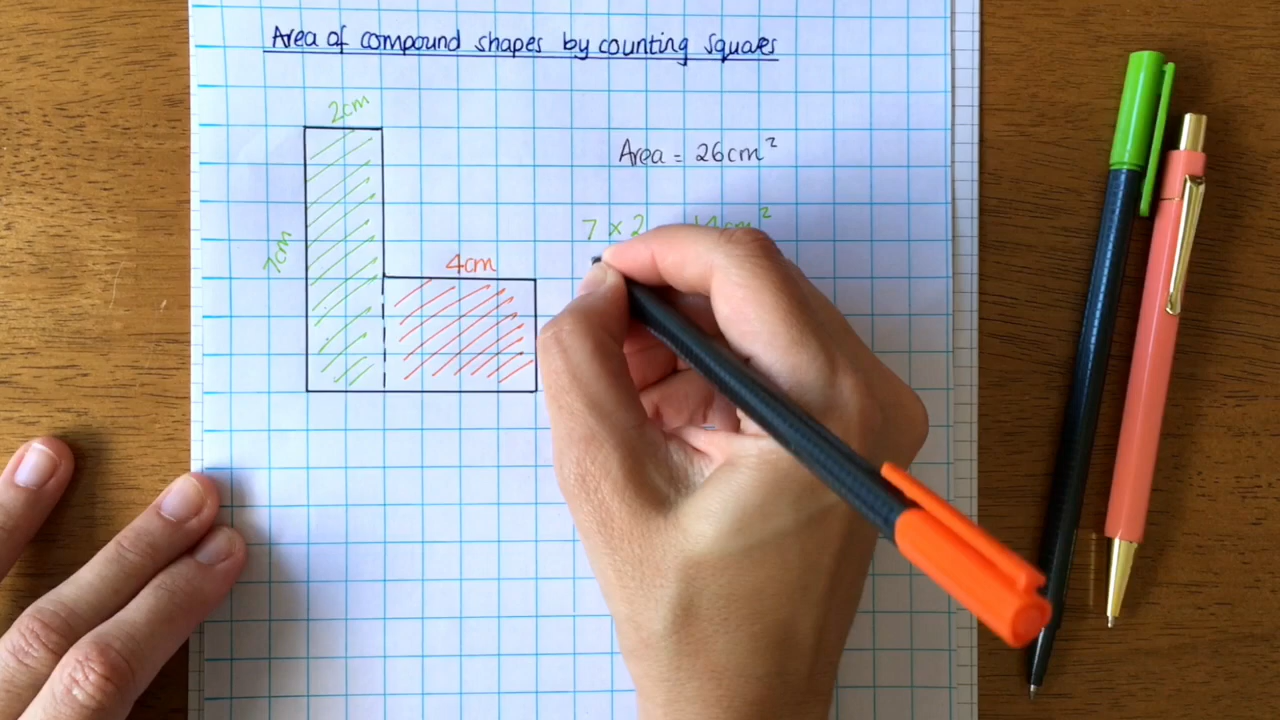 Area of compound shapes by counting squares
2cm
Area = 26cm²
7 × 2
7cm
4cm